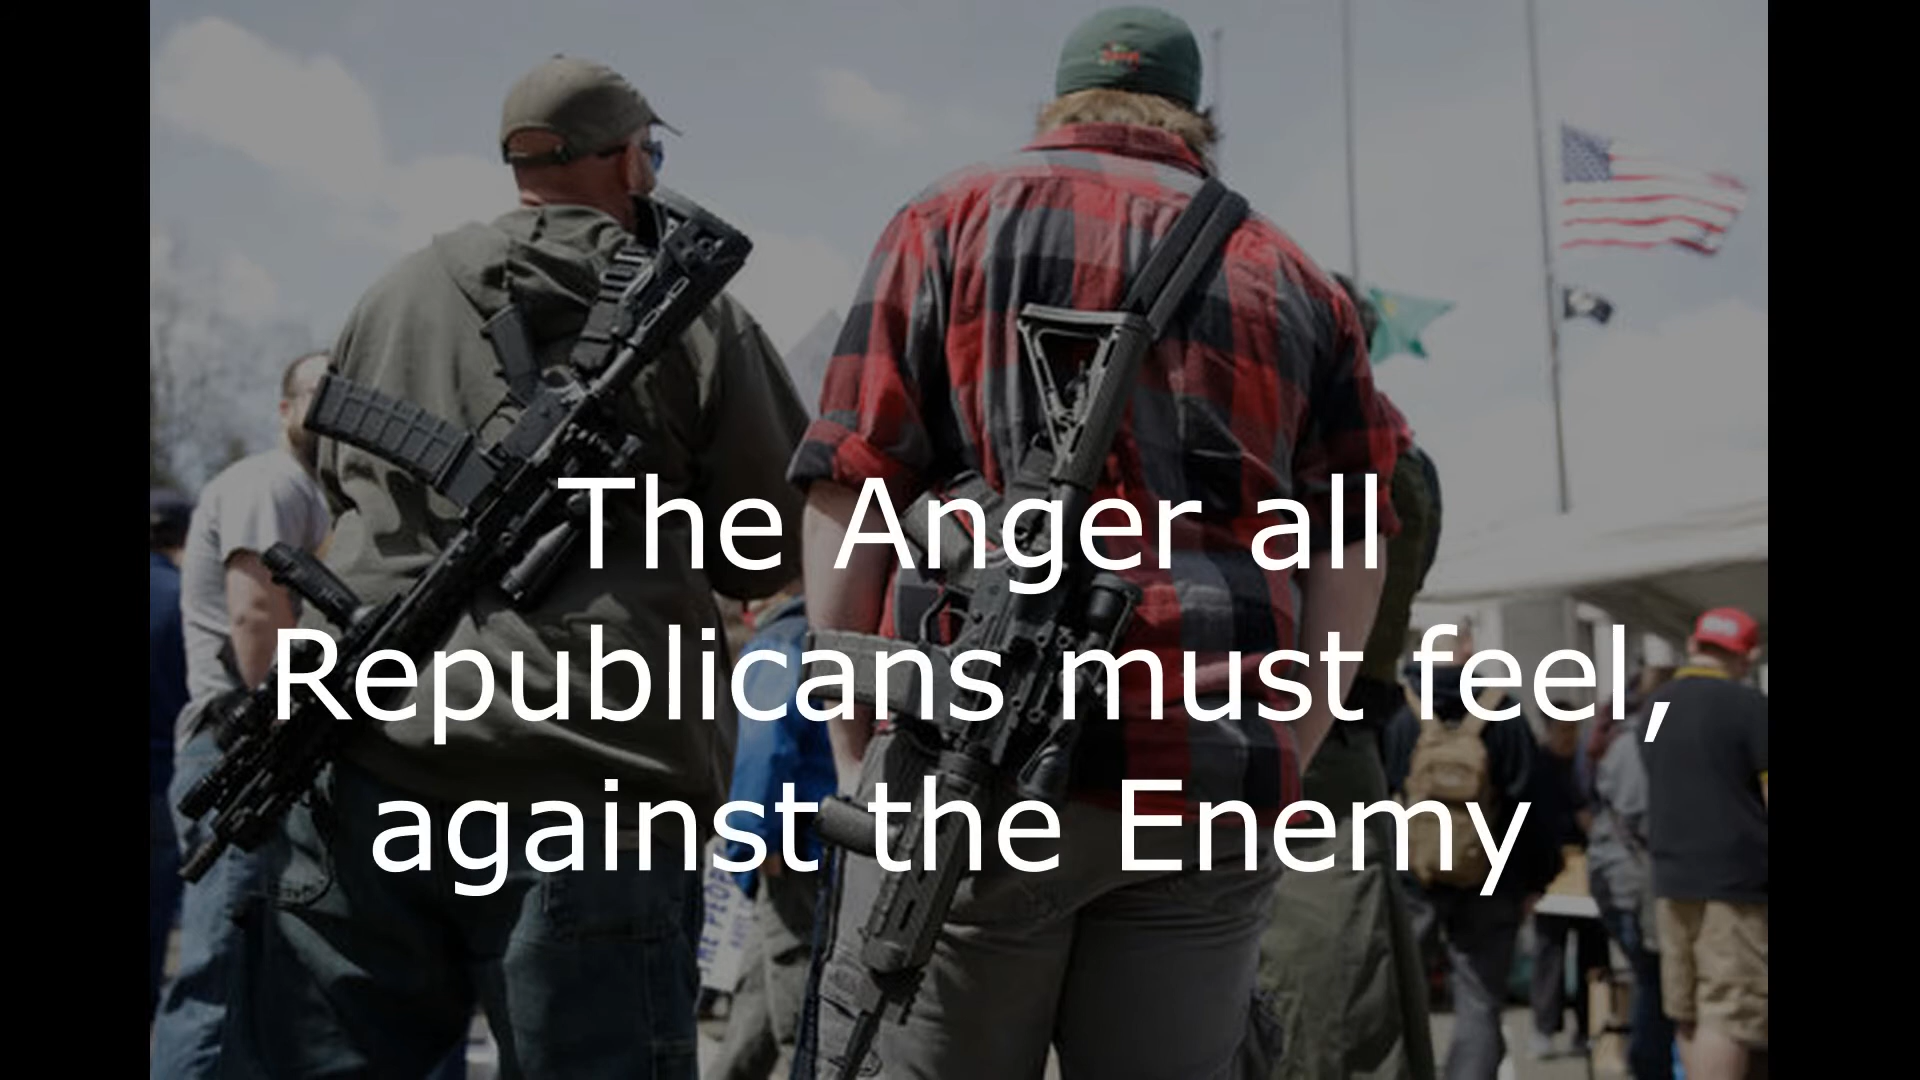 The Anger all
Republicans must feel,
against the Enemy